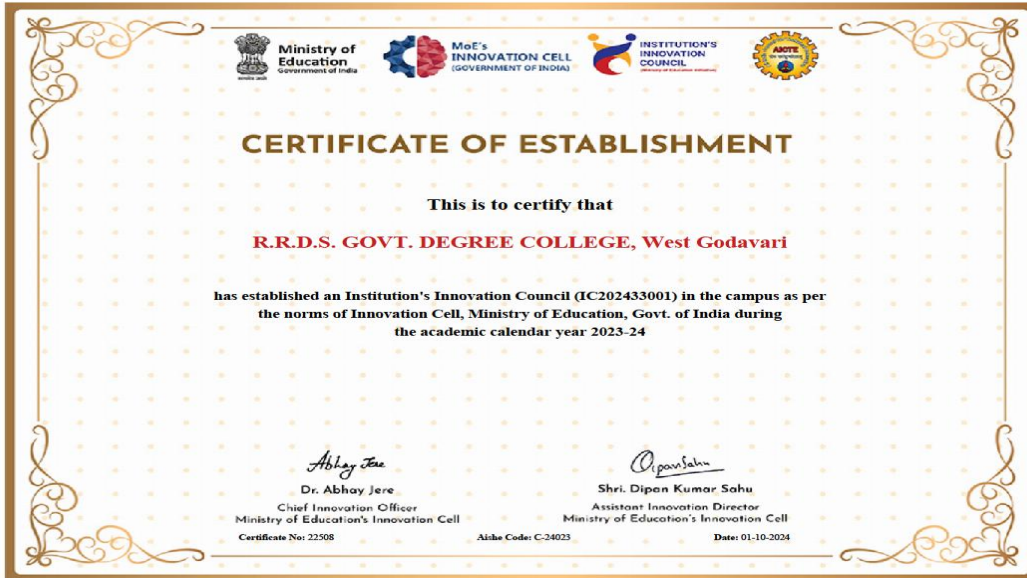 Ministry of
Education
Government of India
MoE's
INNOVATION CELL
(GOVERNMENT OF INDIA)
INSTITUTION'S
INNOVATION
COUNCIL
(Ministry of Education Initiative)
AICTE
CERTIFICATE OF ESTABLISHMENT
This is to certify that
R.R.D.S. GOVT. DEGREE COLLEGE, West Godavari
has established an Institution's Innovation Council (IC202433001) in the campus as per
the norms of Innovation Cell, Ministry of Education, Govt. of India during
the academic calendar year 2023-24
Abhay Jere
Dipan Sahu
Dr. Abhay Jere
Shri. Dipan Kumar Sahu
Chief Innovation Officer
Assistant Innovation Director
Ministry of Education's Innovation Cell
Ministry of Education's Innovation Cell
Certificate No: 22508
Aishe Code: C-24023
Date: 01-10-2024